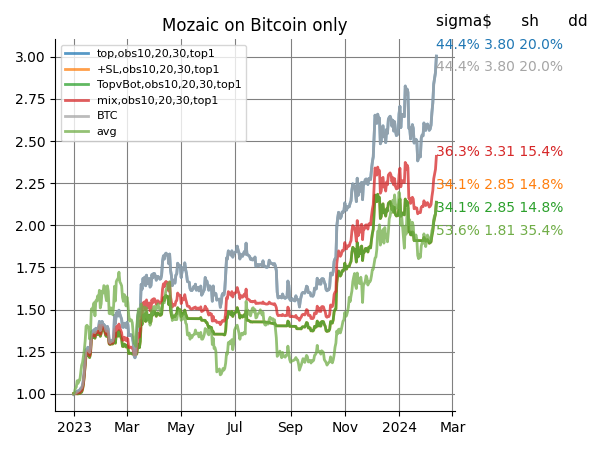 Mozaic on Bitcoin only
sigma$ sh dd
top,obs10,20,30,top1
+SL,obs10,20,30,top1
TopvBot,obs10,20,30,top1
mix,obs10,20,30,top1
BTC
avg
44.4% 3.80 20.0%
44.4% 3.80 20.0%
36.3% 3.31 15.4%
34.1% 2.85 14.8%
34.1% 2.85 14.8%
53.6% 1.81 35.4%
3.00
2.75
2.50
2.25
2.00
1.75
1.50
1.25
1.00
2023 Mar May Jul Sep Nov 2024 Mar